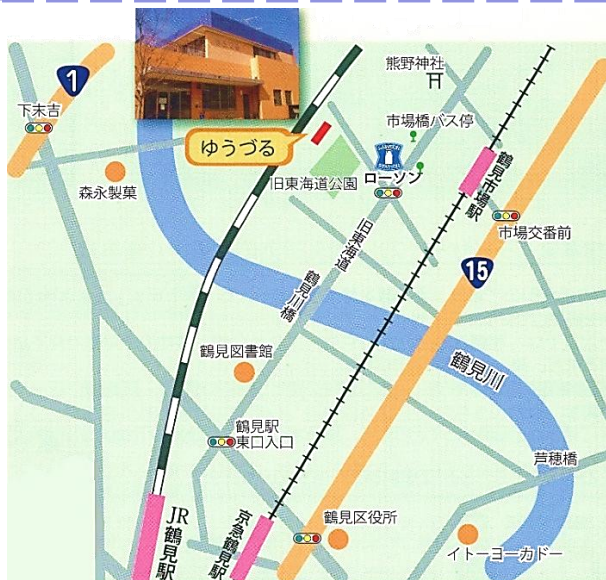 1
下末吉
森永製菓
ゆうづる
旧東海道公園
熊野神社
市場橋バス停
LAWSON
STATION
ローソン
鶴見市場駅
市場交番前
15
旧東海道
鶴見川橋
鶴見川
鶴見図書館
鶴見駅
東口入口
芦穂橋
JR
鶴見駅
京急鶴見駅
鶴見区役所
イトーヨーカドー